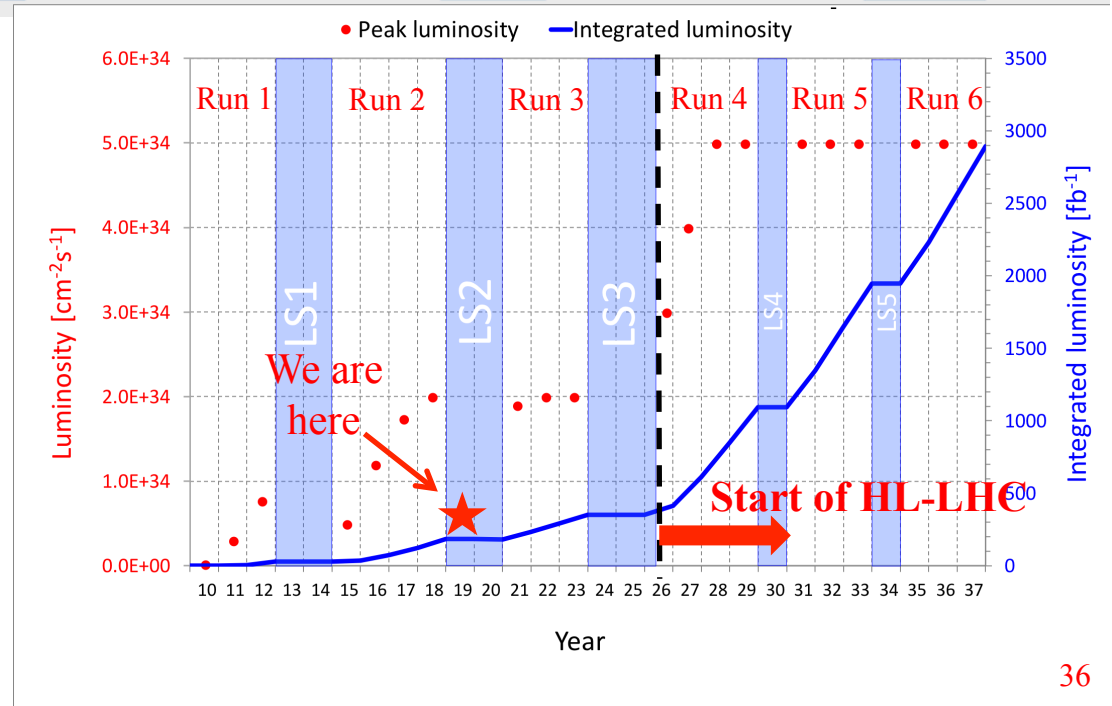 Peak luminosity Integrated luminosity
6.0E+34
5.0E+34
4.0E+34
3.0E+34
2.0E+34
1.0E+34
0.0E+00
Luminosity [cm⁻²s⁻¹]
Run 1
Run 2
Run 3
Run 4
Run 5
Run 6
LS1
LS2
LS3
LS4
LS5
We are
here
Start of HL-LHC
3500
3000
2500
2000
1500
1000
500
0
Integrated luminosity [fb⁻¹]
10 11 12 13 14 15 16 17 18 19 20 21 22 23 24 25 26 27 28 29 30 31 32 33 34 35 36 37
Year
36